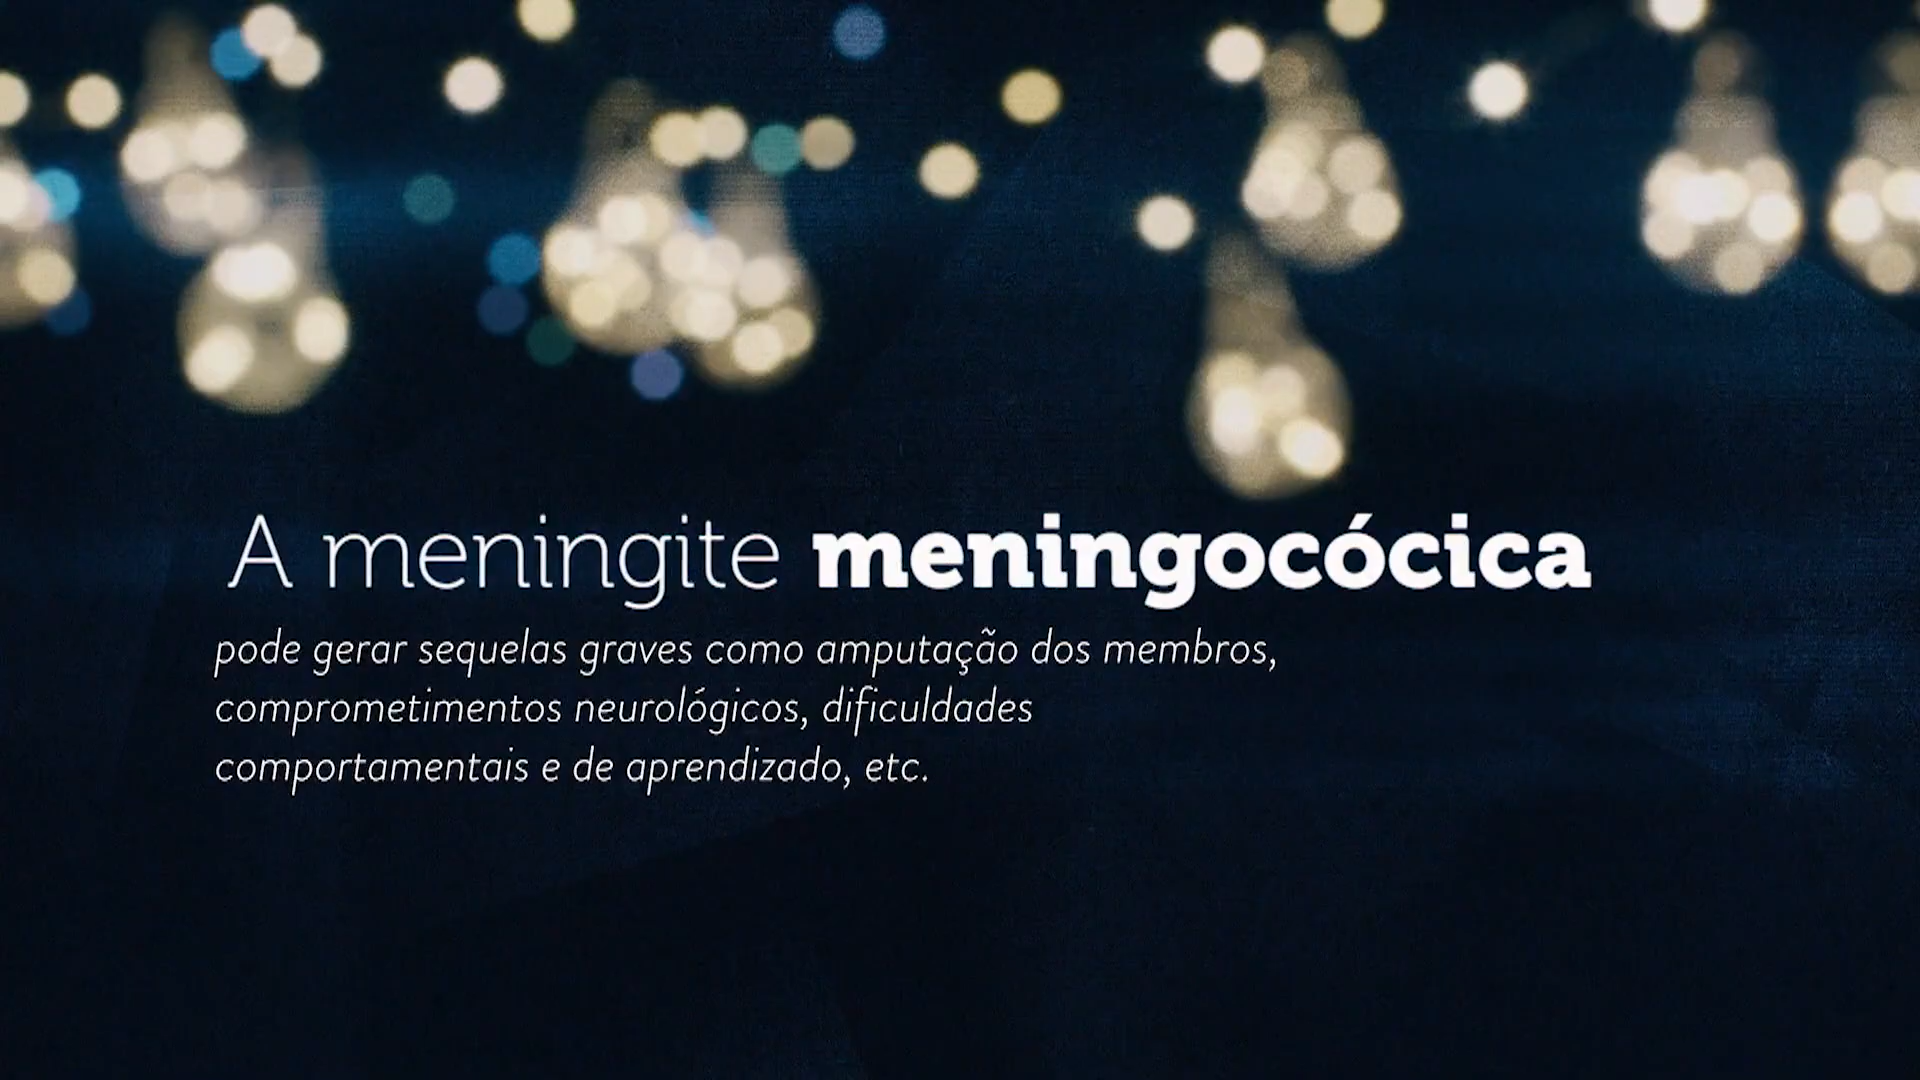 A meningite meningocócica
pode gerar sequelas graves como amputação dos membros,
comprometimentos neurológicos, dificuldades
comportamentais e de aprendizado, etc.